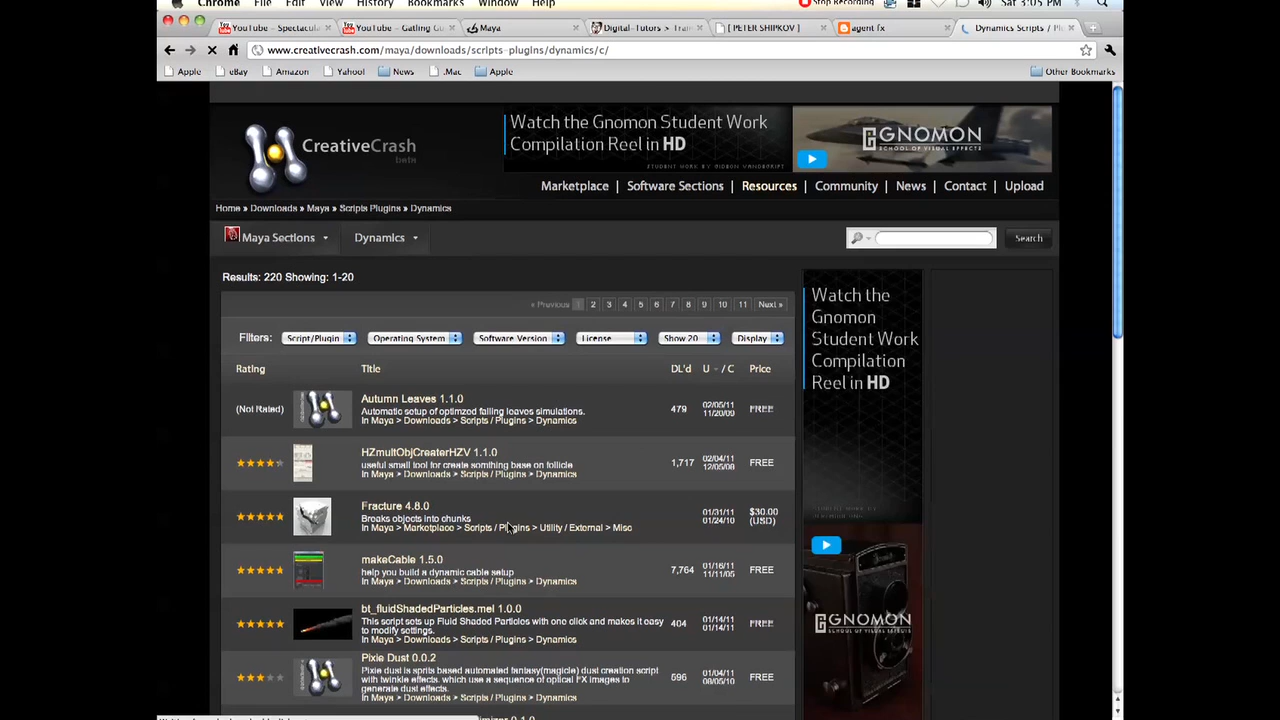 Chrome File Edit View History Bookmarks Window Help Stop Recording Sat 3:05 PM
YouTube - Spectacula YouTube - Gatling Gu Maya Digital-Tutors > Train [ PETER SHIPKOV ] agent fx Dynamics Scripts / Pl
www.creativecrash.com/maya/downloads/scripts-plugins/dynamics/c/
Apple eBay Amazon Yahoo! News .Mac Apple Other Bookmarks
CreativeCrash
beta
Watch the Gnomon Student Work
Compilation Reel in HD
STUDENT WORK BY GIDEON VANDEGRIFT
GNOMON
SCHOOL OF VISUAL EFFECTS
Marketplace | Software Sections | Resources | Community | News | Contact | Upload
Home » Downloads » Maya » Scripts Plugins » Dynamics
Maya Sections Dynamics Search
Results: 220 Showing: 1-20
« Previous 1 2 3 4 5 6 7 8 9 10 11 Next »
Filters: Script/Plugin Operating System Software Version License Show 20 Display
Rating Title DL'd U / C Price
(Not Rated) Autumn Leaves 1.1.0
Automatic setup of optimzed falling leaves simulations.
In Maya > Downloads > Scripts / Plugins > Dynamics
479 02/05/11 11/20/09 FREE
HZmultObjCreaterHZV 1.1.0
useful small tool for create somthing base on follicle
In Maya > Downloads > Scripts / Plugins > Dynamics
1,717 02/04/11 12/05/08 FREE
Fracture 4.8.0
Breaks objects into chunks
In Maya > Marketplace > Scripts / Plugins > Utility / External > Misc
01/31/11 01/24/10 $30.00 (USD)
makeCable 1.5.0
help you build a dynamic cable setup
In Maya > Downloads > Scripts / Plugins > Dynamics
7,764 01/16/11 11/11/05 FREE
bt_fluidShadedParticles.mel 1.0.0
This script sets up Fluid Shaded Particles with one click and makes it easy
to modify settings.
In Maya > Downloads > Scripts / Plugins > Dynamics
404 01/14/11 01/14/11 FREE
Pixie Dust 0.0.2
Pixie dust is sprits based automated fantasy(magicle) dust creation script
with twinkle effects. which use a sequence of optical FX images to
generate dust effects.
In Maya > Downloads > Scripts / Plugins > Dynamics
596 01/04/11 08/05/10 FREE
Watch the
Gnomon
Student Work
Compilation
Reel in HD
GNOMON
SCHOOL OF VISUAL EFFECTS